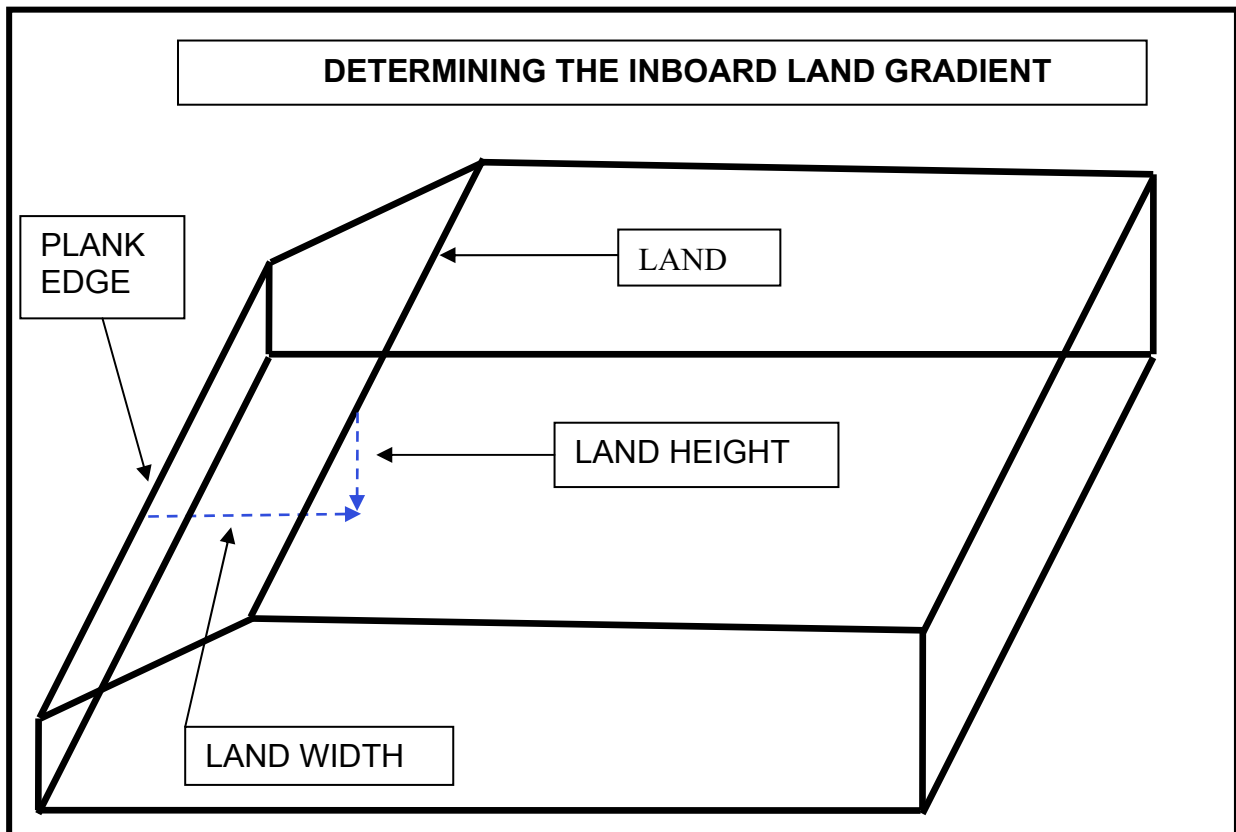 DETERMINING THE INBOARD LAND GRADIENT
PLANK
EDGE
LAND
LAND HEIGHT
LAND WIDTH